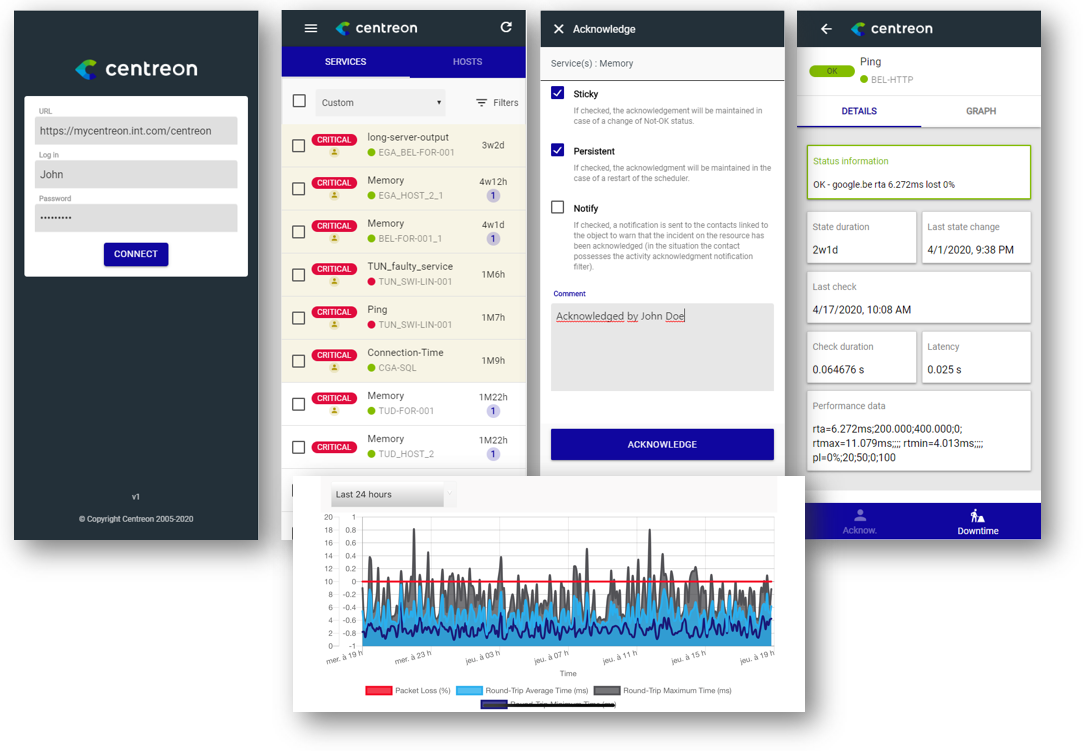 centreon
URL
https://mycentreon.int.com/centreon
Log in
John
Password
•••••••••
CONNECT
v1
© Copyright Centreon 2005-2020
centreon
SERVICES HOSTS
Custom Filters
CRITICAL long-server-output 3w2d
EGA_BEL-FOR-001
CRITICAL Memory 4w12h
EGA_HOST_2_1 1
CRITICAL Memory 4w1d
BEL-FOR-001_1 1
CRITICAL TUN_faulty_service 1M6h
TUN_SWI-LIN-001
CRITICAL Ping 1M7h
TUN_SWI-LIN-001
CRITICAL Connection-Time 1M9h
CGA-SQL
CRITICAL Memory 1M22h
TUD-FOR-001 1
CRITICAL Memory 1M22h
TUD_HOST_2 1
Acknowledge
Service(s) : Memory
Sticky
If checked, the acknowledgement will be maintained in
case of a change of Not-OK status.
Persistent
If checked, the acknowledgment will be maintained in the
case of a restart of the scheduler.
Notify
If checked, a notification is sent to the contacts linked to
the object to warn that the incident on the resource has
been acknowledged (in the situation the contact
possesses the activity acknowledgment notification
filter).
Comment
Acknowledged by John Doe
ACKNOWLEDGE
centreon
OK Ping
BEL-HTTP
DETAILS GRAPH
Status information
OK - google.be rta 6.272ms lost 0%
State duration
2w1d
Last state change
4/1/2020, 9:38 PM
Last check
4/17/2020, 10:08 AM
Check duration
0.064676 s
Latency
0.025 s
Performance data
rta=6.272ms;200.000;400.000;0;
rtmax=11.079ms;;;; rtmin=4.013ms;;;;
pl=0%;20;50;0;100
Acknow. Downtime
Last 24 hours
20 1
18 0.8
16 0.6
14 0.4
12 0.2
10 0
8 -0.2
6 -0.4
4 -0.6
2 -0.8
0 -1
mer. à 19 h mer. à 23 h jeu. à 03 h jeu. à 07 h jeu. à 11 h jeu. à 15 h jeu. à 19 h
Time
Packet Loss (%) Round-Trip Average Time (ms) Round-Trip Maximum Time (ms)
Round-Trip Minimum Time (ms)